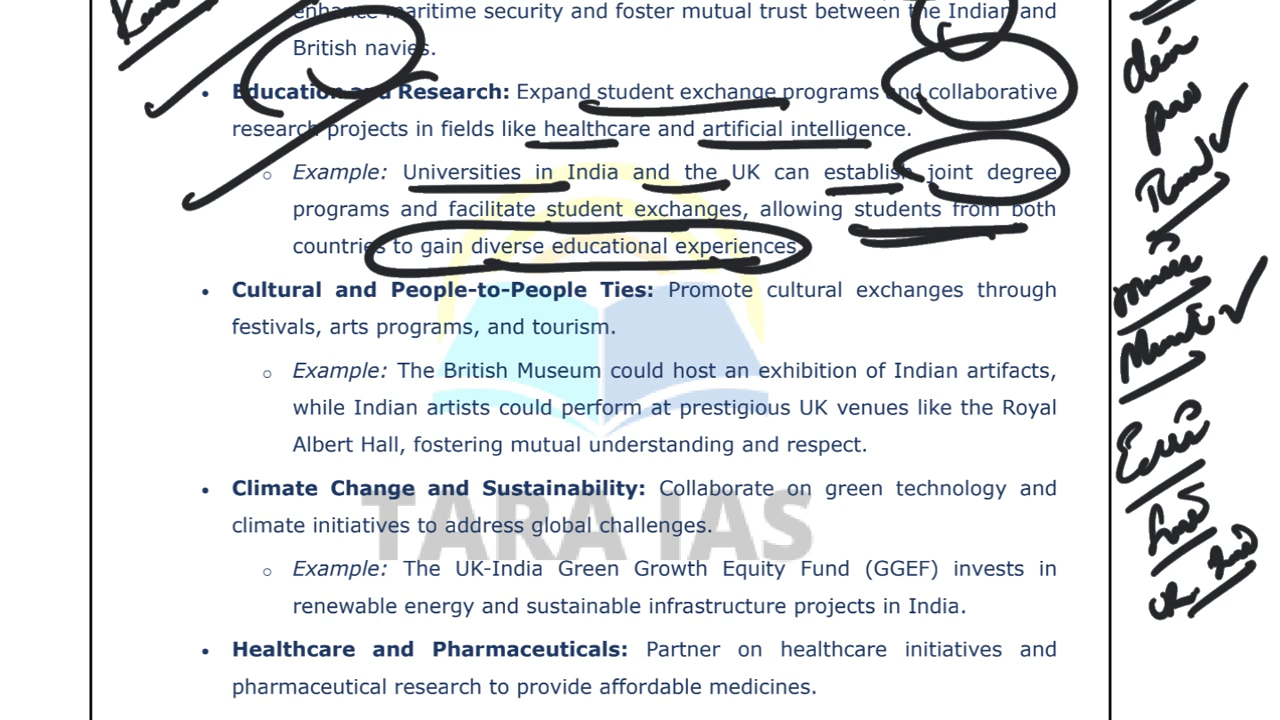 enhance maritime security and foster mutual trust between the Indian and
British navies.
• Education and Research: Expand student exchange programs and collaborative
research projects in fields like healthcare and artificial intelligence.
o Example: Universities in India and the UK can establish joint degree
programs and facilitate student exchanges, allowing students from both
countries to gain diverse educational experiences.
• Cultural and People-to-People Ties: Promote cultural exchanges through
festivals, arts programs, and tourism.
o Example: The British Museum could host an exhibition of Indian artifacts,
while Indian artists could perform at prestigious UK venues like the Royal
Albert Hall, fostering mutual understanding and respect.
• Climate Change and Sustainability: Collaborate on green technology and
climate initiatives to address global challenges.
TARA IAS
o Example: The UK-India Green Growth Equity Fund (GGEF) invests in
renewable energy and sustainable infrastructure projects in India.
• Healthcare and Pharmaceuticals: Partner on healthcare initiatives and
pharmaceutical research to provide affordable medicines.